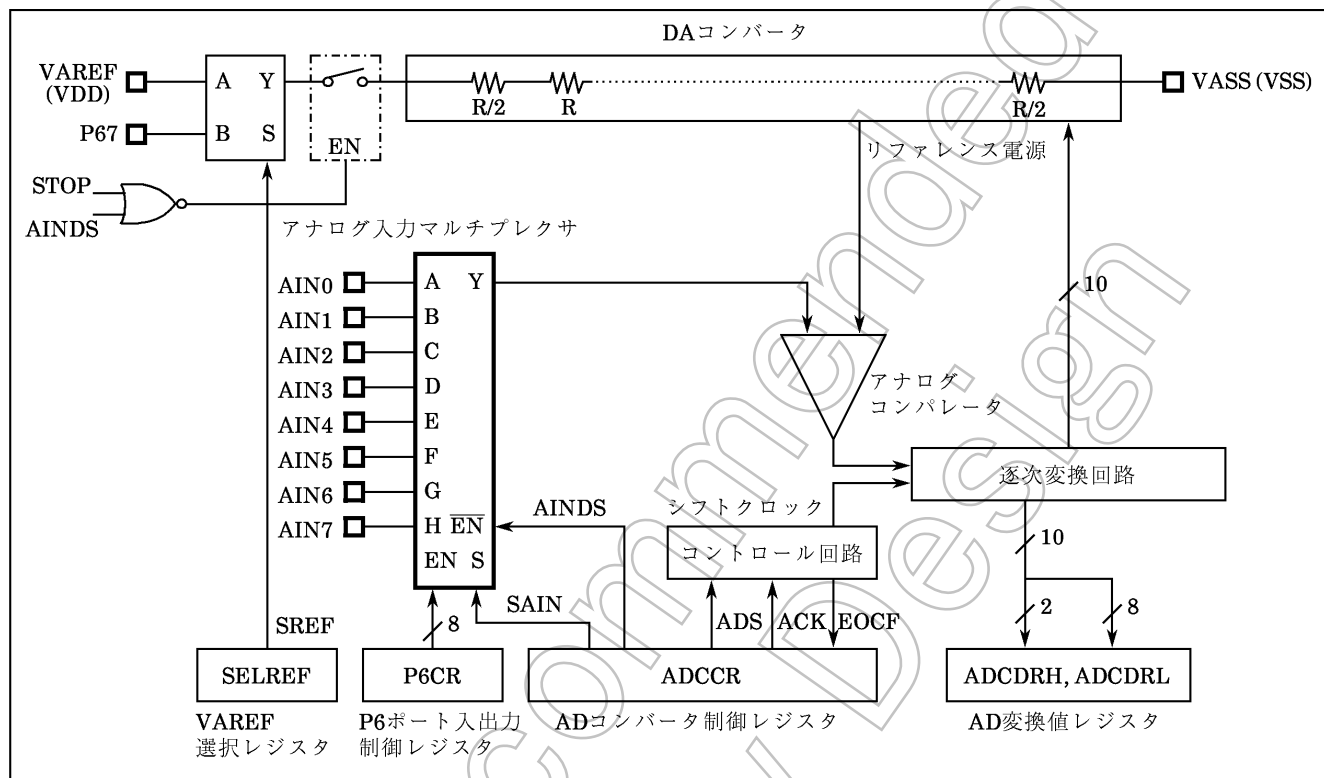 DAコンバータ
VAREF
(VDD)
P67
A Y
B S
EN
R/2
R
R/2
VASS (VSS)
リファレンス電源
STOP
AINDS
アナログ入力マルチプレクサ
AIN0
AIN1
AIN2
AIN3
AIN4
AIN5
AIN6
AIN7
A Y
B
C
D
E
F
G
H EN
EN S
10
アナログ
コンパレータ
逐次変換回路
シフトクロック
コントロール回路
AINDS
SAIN
ADS
ACK
EOCF
10
2
8
8
SREF
SELREF
P6CR
ADCCR
ADCDRH, ADCDRL
VAREF
選択レジスタ
P6ポート入出力
制御レジスタ
ADコンバータ制御レジスタ
AD変換値レジスタ
commended
Design